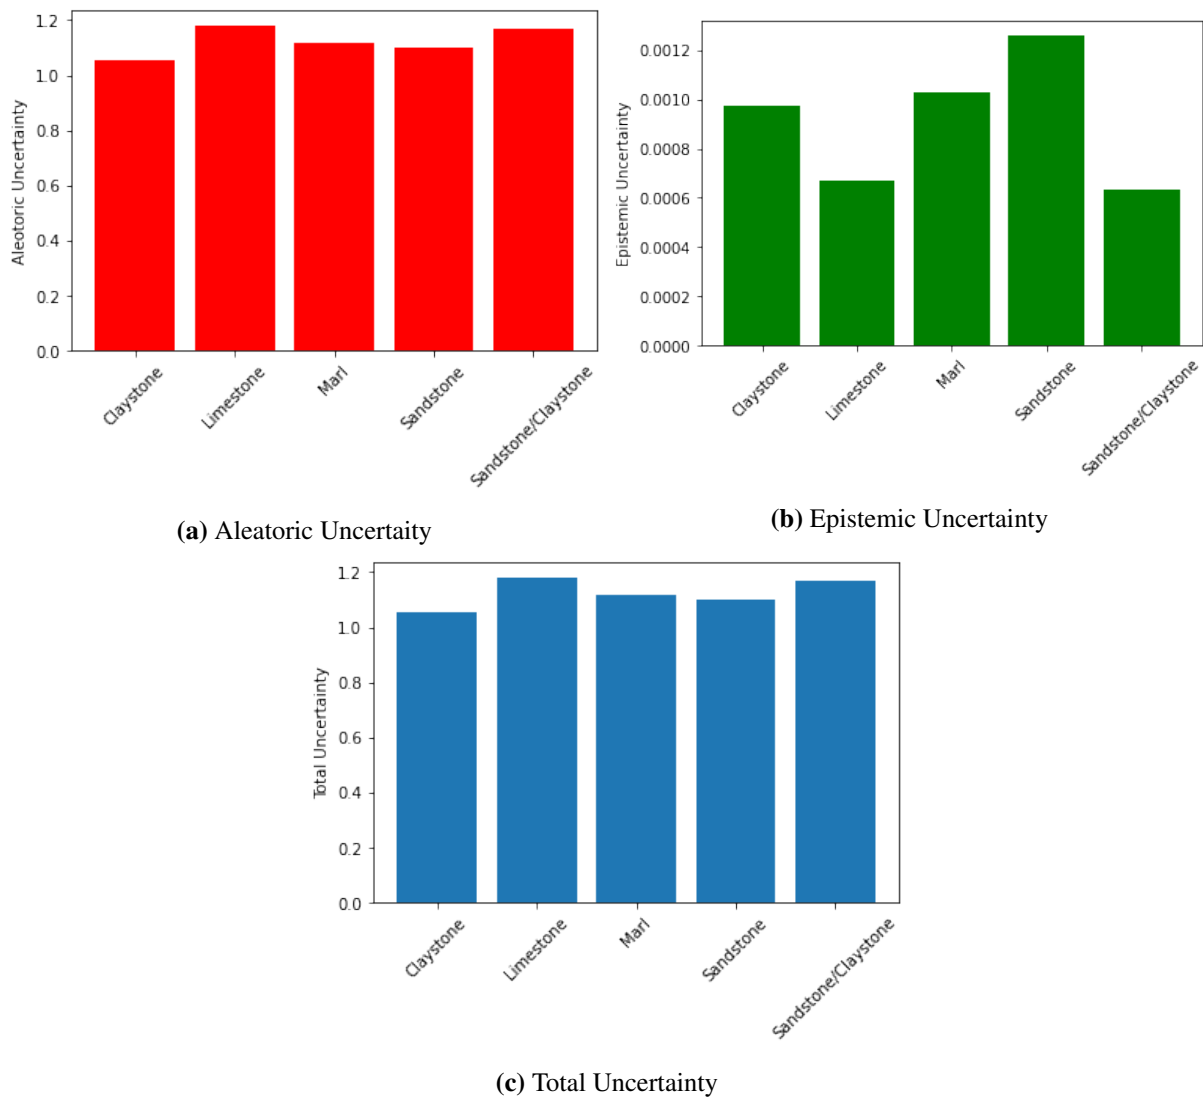 Aleotoric Uncertainty
1.2
1.0
0.8
0.6
0.4
0.2
0.0
Claystone
Limestone
Marl
Sandstone
Sandstone/Claystone
(a) Aleatoric Uncertaity
Epistemic Uncertainty
0.0012
0.0010
0.0008
0.0006
0.0004
0.0002
0.0000
Claystone
Limestone
Marl
Sandstone
Sandstone/Claystone
(b) Epistemic Uncertainty
Total Uncertainty
1.2
1.0
0.8
0.6
0.4
0.2
0.0
Claystone
Limestone
Marl
Sandstone
Sandstone/Claystone
(c) Total Uncertainty